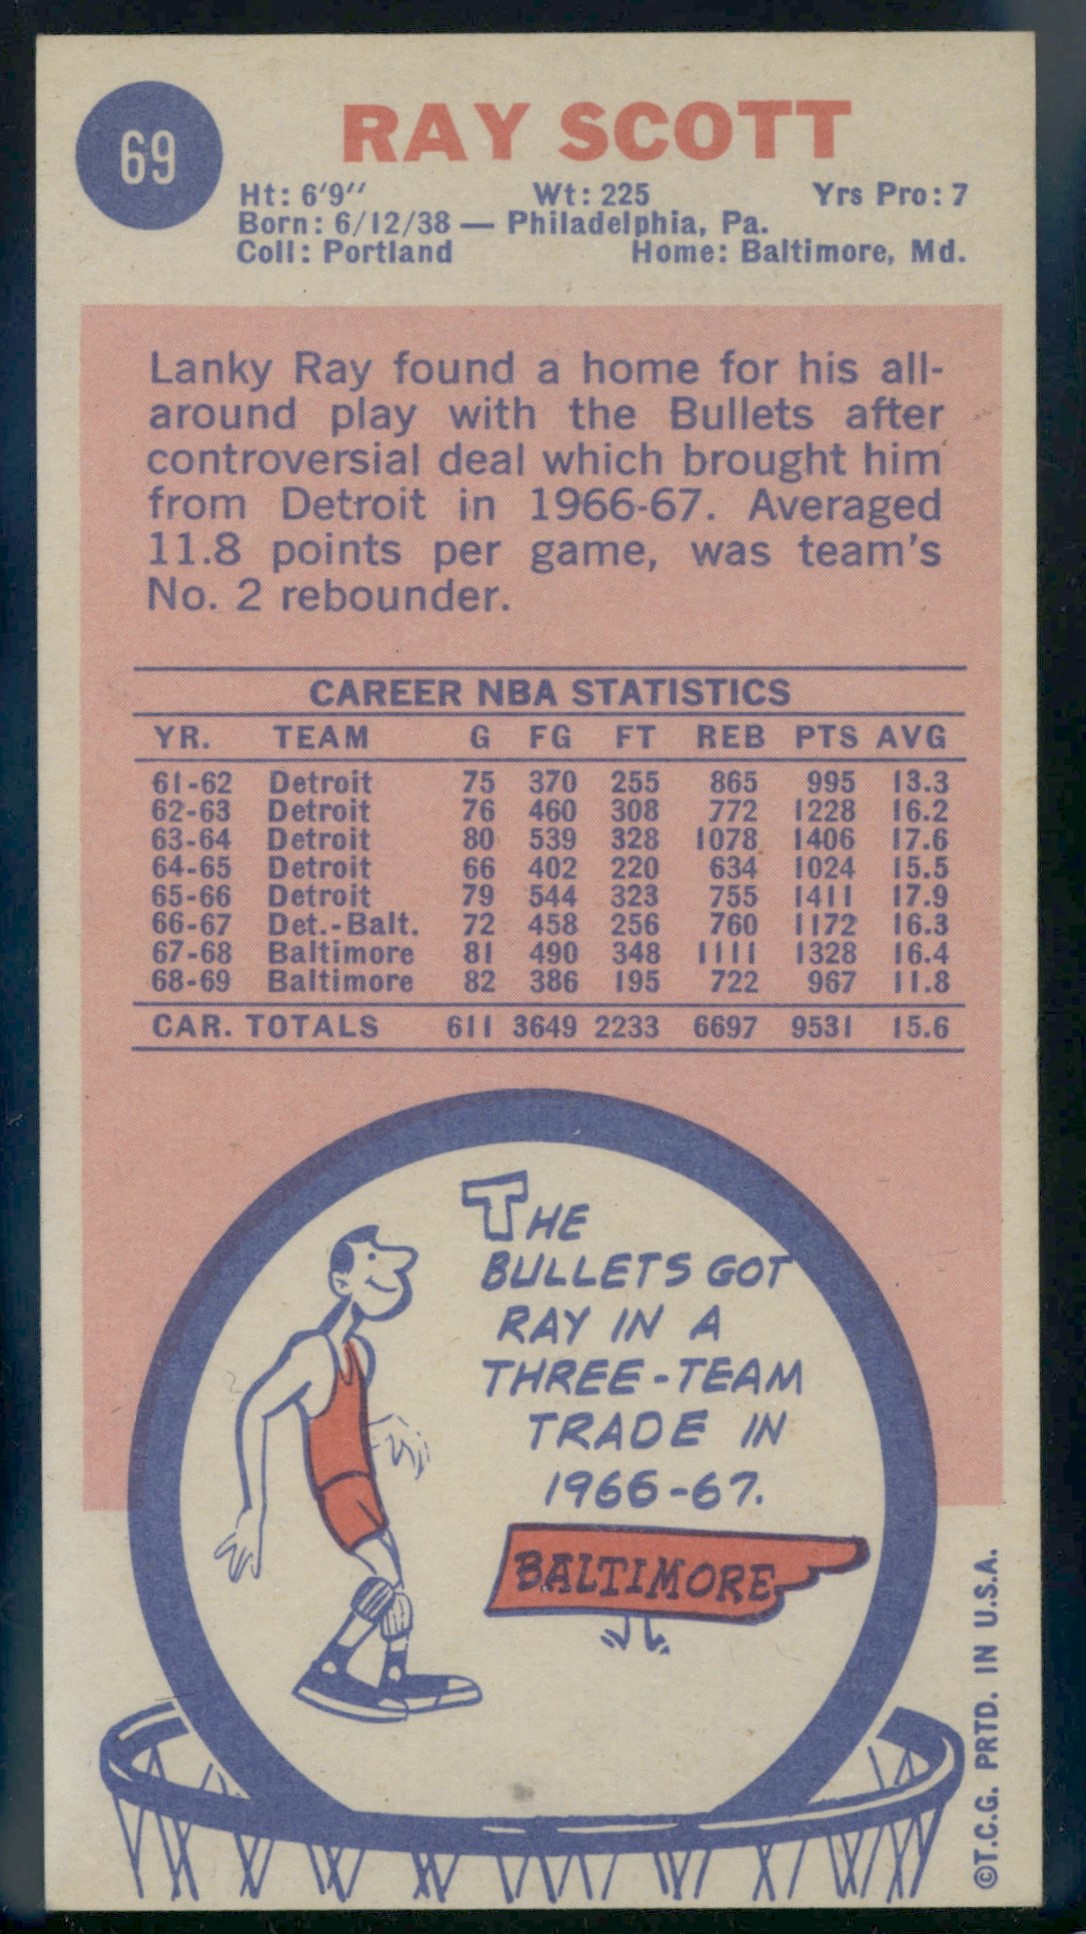 69
RAY SCOTT
Ht: 6'9" Wt: 225 Yrs Pro: 7
Born: 6/12/38 — Philadelphia, Pa.
Coll: Portland Home: Baltimore, Md.
Lanky Ray found a home for his all-
around play with the Bullets after
controversial deal which brought him
from Detroit in 1966-67. Averaged
11.8 points per game, was team's
No. 2 rebounder.
CAREER NBA STATISTICS
YR. TEAM G FG FT REB PTS AVG
61-62 Detroit 75 370 255 865 995 13.3
62-63 Detroit 76 460 308 772 1228 16.2
63-64 Detroit 80 539 328 1078 1406 17.6
64-65 Detroit 66 402 220 634 1024 15.5
65-66 Detroit 79 544 323 755 1411 17.9
66-67 Det.-Balt. 72 458 256 760 1172 16.3
67-68 Baltimore 81 490 348 1111 1328 16.4
68-69 Baltimore 82 386 195 722 967 11.8
CAR. TOTALS 611 3649 2233 6697 9531 15.6
THE
BULLETS GOT
RAY IN A
THREE-TEAM
TRADE IN
1966-67.
BALTIMORE
©T.C.G. PRTD. IN U.S.A.